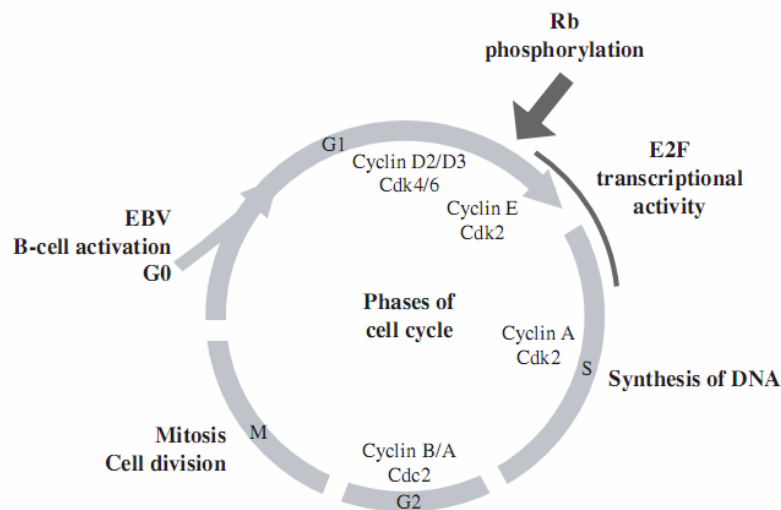 Rb
phosphorylation
G1
Cyclin D2/D3
Cdk4/6
E2F
transcriptional
activity
Cyclin E
Cdk2
EBV
B-cell activation
G0
Phases of
cell cycle
Cyclin A
Cdk2
S
Synthesis of DNA
Mitosis
Cell division
M
Cyclin B/A
Cdc2
G2